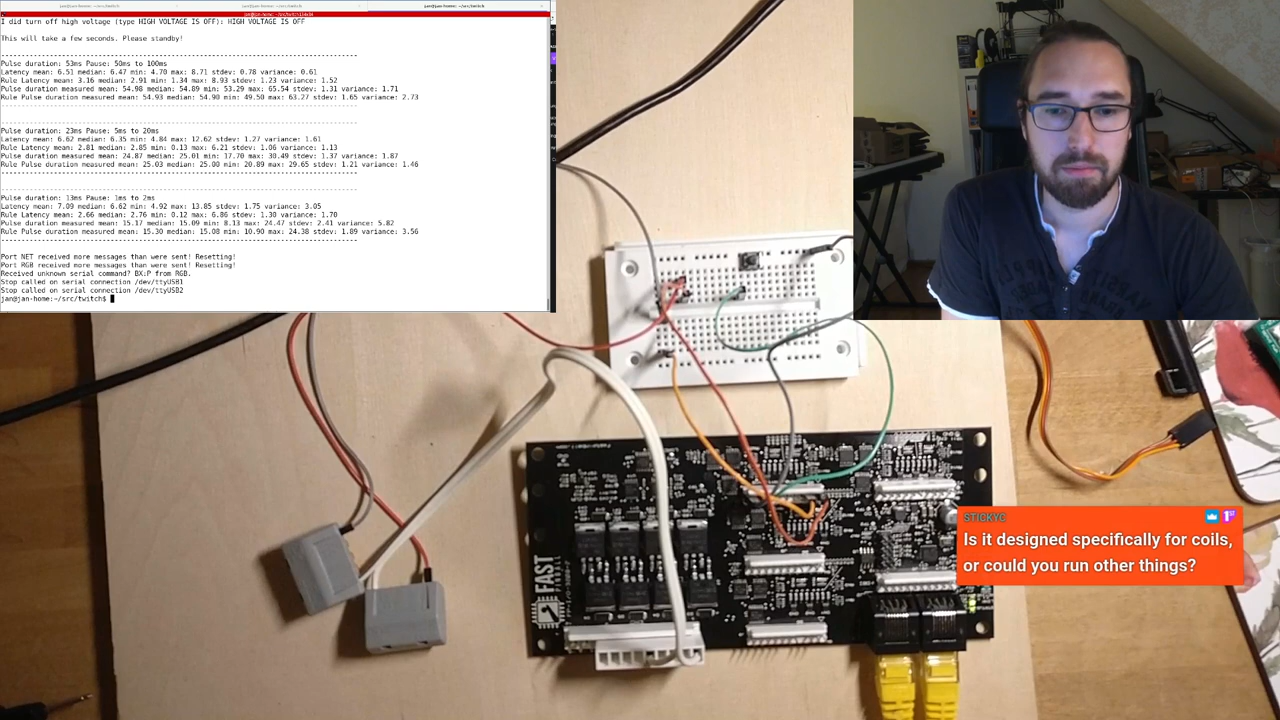 jan@jan-home: ~/src/twitch
jan@jan-home: ~/src/twitch
jan@jan-home: ~/src/twitch
I did turn off high voltage (type HIGH VOLTAGE IS OFF): HIGH VOLTAGE IS OFF
This will take a few seconds. Please standby!
Pulse duration: 53ms Pause: 50ms to 100ms
Latency mean: 6.51 median: 6.47 min: 4.70 max: 8.71 stdev: 0.78 variance: 0.61
Rule Latency mean: 3.16 median: 2.91 min: 1.34 max: 8.93 stdev: 1.23 variance: 1.52
Pulse duration measured mean: 54.98 median: 54.89 min: 53.29 max: 65.54 stdev: 1.31 variance: 1.71
Rule Pulse duration measured mean: 54.93 median: 54.90 min: 49.50 max: 63.27 stdev: 1.65 variance: 2.73
Pulse duration: 23ms Pause: 5ms to 20ms
Latency mean: 6.62 median: 6.35 min: 4.84 max: 12.62 stdev: 1.27 variance: 1.61
Rule Latency mean: 2.81 median: 2.85 min: 0.13 max: 6.21 stdev: 1.06 variance: 1.13
Pulse duration measured mean: 24.87 median: 25.01 min: 17.70 max: 30.49 stdev: 1.37 variance: 1.87
Rule Pulse duration measured mean: 25.03 median: 25.00 min: 20.89 max: 29.65 stdev: 1.21 variance: 1.46
Pulse duration: 13ms Pause: 1ms to 2ms
Latency mean: 7.09 median: 6.62 min: 4.92 max: 13.85 stdev: 1.75 variance: 3.05
Rule Latency mean: 2.66 median: 2.76 min: 0.12 max: 6.86 stdev: 1.30 variance: 1.70
Pulse duration measured mean: 15.17 median: 15.09 min: 8.13 max: 24.47 stdev: 2.41 variance: 5.82
Rule Pulse duration measured mean: 15.30 median: 15.08 min: 10.90 max: 24.38 stdev: 1.89 variance: 3.56
Port NET received more messages than were sent! Resetting!
Port RGB received more messages than were sent! Resetting!
Received unknown serial command? BX:P from RGB.
Stop called on serial connection /dev/ttyUSB1
Stop called on serial connection /dev/ttyUSB2
jan@jan-home:~/src/twitch$
STICKYC
Is it designed specifically for coils,
or could you run other things?
FAST
PINBALL